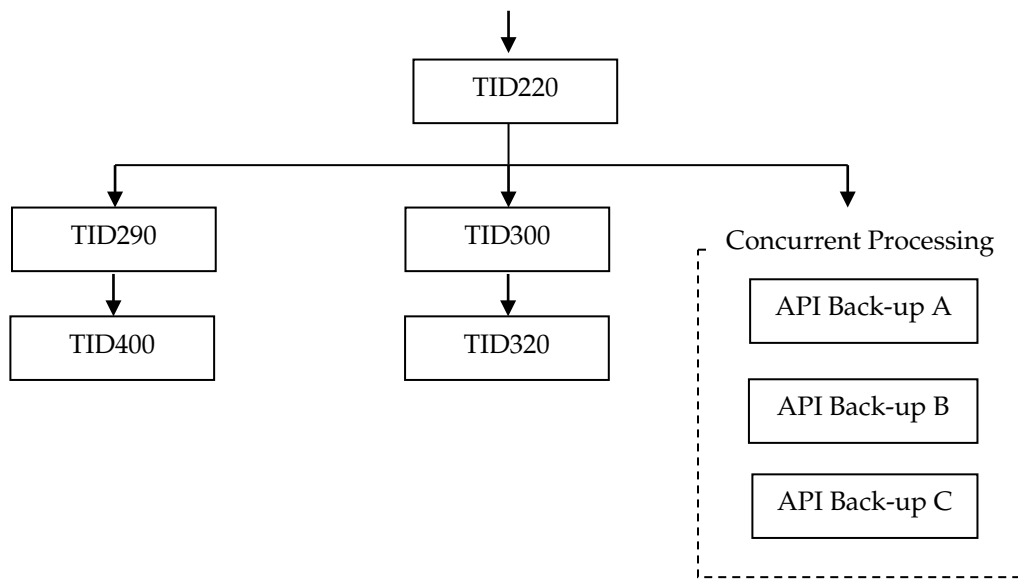 TID220
TID290
TID300
Concurrent Processing
API Back-up A
TID400
TID320
API Back-up B
API Back-up C